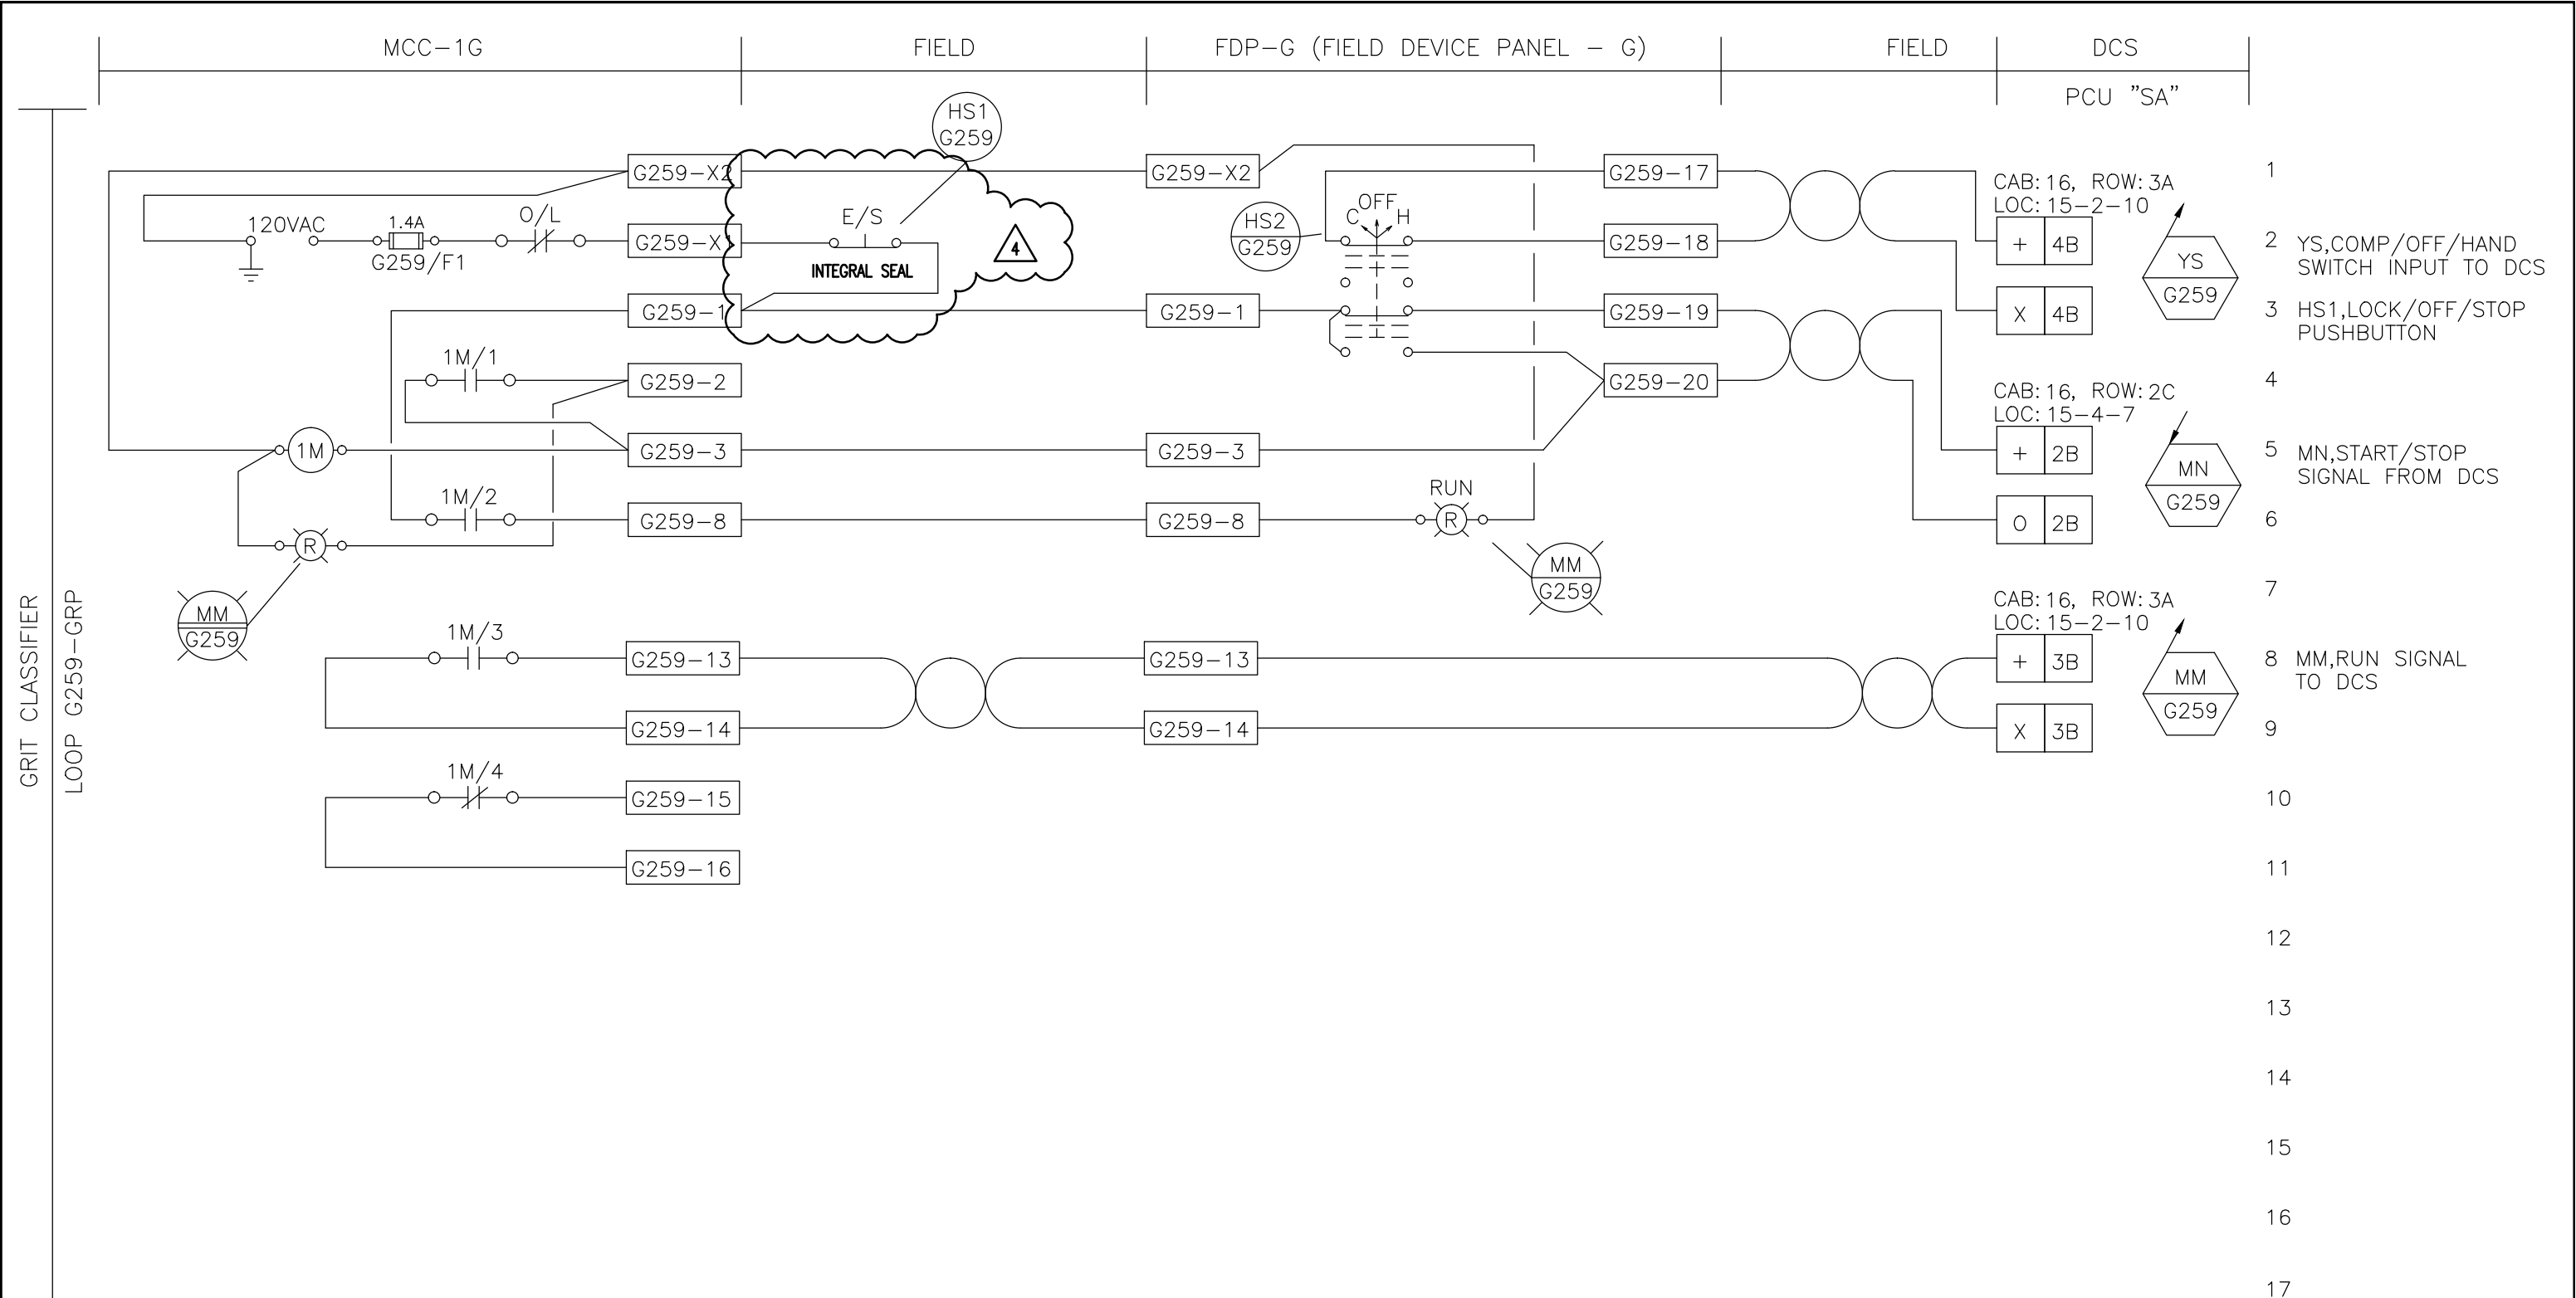 MCC-1G
FIELD
FDP-G (FIELD DEVICE PANEL - G)
FIELD
DCS
PCU "SA"
GRIT CLASSIFIER
LOOP G259-GRP
HS1
G259
G259-X2
G259-X2
G259-17
1
CAB:16, ROW:3A
LOC:15-2-10
120VAC
1.4A
G259/F1
O/L
G259-X1
E/S
INTEGRAL SEAL
4
HS2
G259
C
OFF
H
G259-18
+ 4B
YS
G259
2 YS,COMP/OFF/HAND
SWITCH INPUT TO DCS
G259-1
G259-1
G259-19
X 4B
3 HS1,LOCK/OFF/STOP
PUSHBUTTON
1M/1
G259-2
G259-20
4
CAB:16, ROW:2C
LOC:15-4-7
1M
G259-3
G259-3
+ 2B
MN
G259
5 MN,START/STOP
SIGNAL FROM DCS
1M/2
G259-8
G259-8
RUN
R
O 2B
6
R
MM
G259
MM
G259
7
CAB:16, ROW:3A
LOC:15-2-10
1M/3
G259-13
G259-13
+ 3B
MM
G259
8 MM,RUN SIGNAL
TO DCS
G259-14
G259-14
X 3B
9
1M/4
G259-15
10
G259-16
11
12
13
14
15
16
17